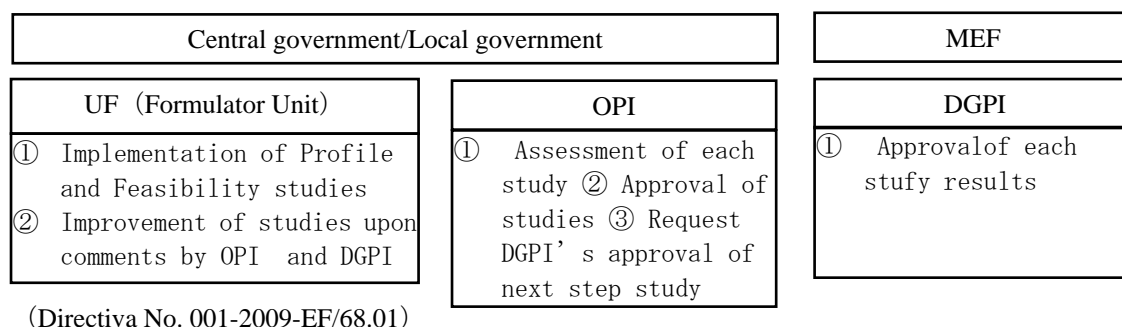 Central government/Local government
MEF
UF（Formulator Unit）
① Implementation of Profile
and Feasibility studies
② Improvement of studies upon
comments by OPI and DGPI
OPI
① Assessment of each
study ② Approval of
studies ③ Request
DGPI’s approval of
next step study
DGPI
① Approvalof each
stufy results
（Directiva No. 001-2009-EF/68.01）